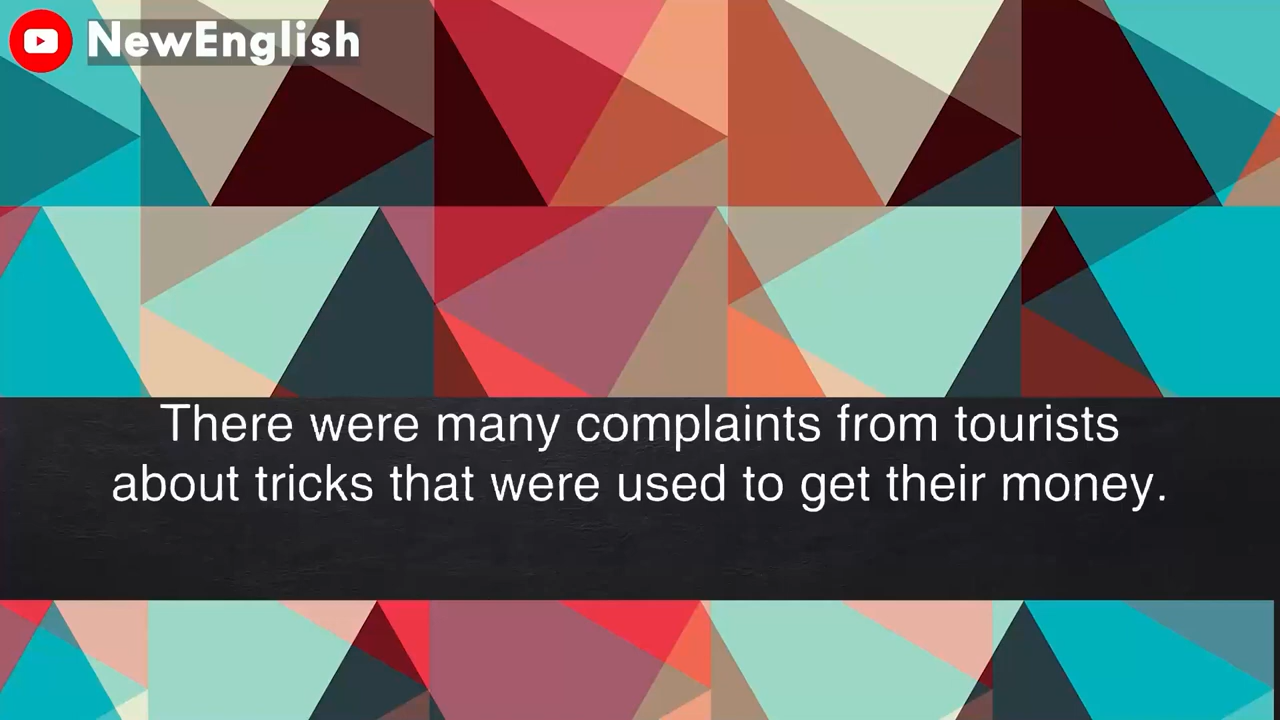 NewEnglish
There were many complaints from tourists
about tricks that were used to get their money.